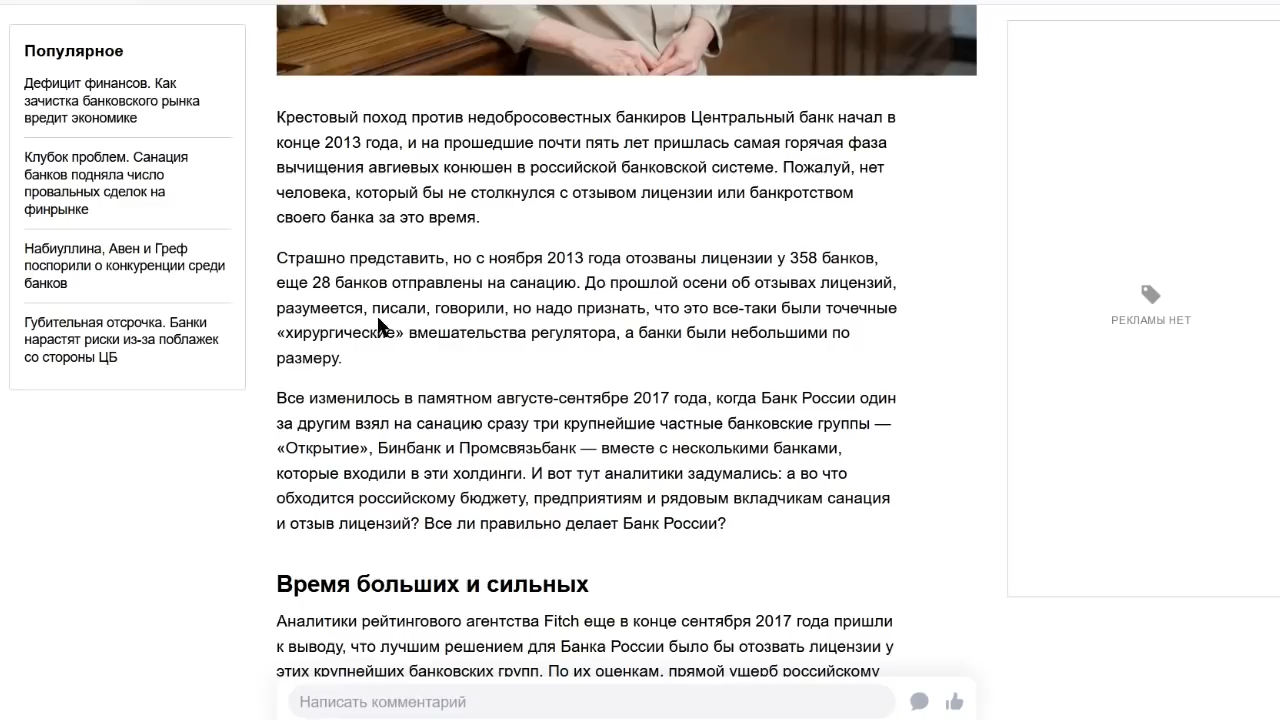 Популярное
Дефицит финансов. Как
зачистка банковского рынка
вредит экономике
Клубок проблем. Санация
банков подняла число
провальных сделок на
финрынке
Набиуллина, Авен и Греф
поспорили о конкуренции среди
банков
Губительная отсрочка. Банки
нарастят риски из-за поблажек
со стороны ЦБ
Крестовый поход против недобросовестных банкиров Центральный банк начал в
конце 2013 года, и на прошедшие почти пять лет пришлась самая горячая фаза
вычищения авгиевых конюшен в российской банковской системе. Пожалуй, нет
человека, который бы не столкнулся с отзывом лицензии или банкротством
своего банка за это время.
Страшно представить, но с ноября 2013 года отозваны лицензии у 358 банков,
еще 28 банков отправлены на санацию. До прошлой осени об отзывах лицензий,
разумеется, писали, говорили, но надо признать, что это все-таки были точечные
«хирургические» вмешательства регулятора, а банки были небольшими по
размеру.
Все изменилось в памятном августе-сентябре 2017 года, когда Банк России один
за другим взял на санацию сразу три крупнейшие частные банковские группы —
«Открытие», Бинбанк и Промсвязьбанк — вместе с несколькими банками,
которые входили в эти холдинги. И вот тут аналитики задумались: а во что
обходится российскому бюджету, предприятиям и рядовым вкладчикам санация
и отзыв лицензий? Все ли правильно делает Банк России?
Время больших и сильных
Аналитики рейтингового агентства Fitch еще в конце сентября 2017 года пришли
к выводу, что лучшим решением для Банка России было бы отозвать лицензии у
этих крупнейших банковских групп. По их оценкам, прямой ущерб российскому
Написать комментарий
РЕКЛАМЫ НЕТ